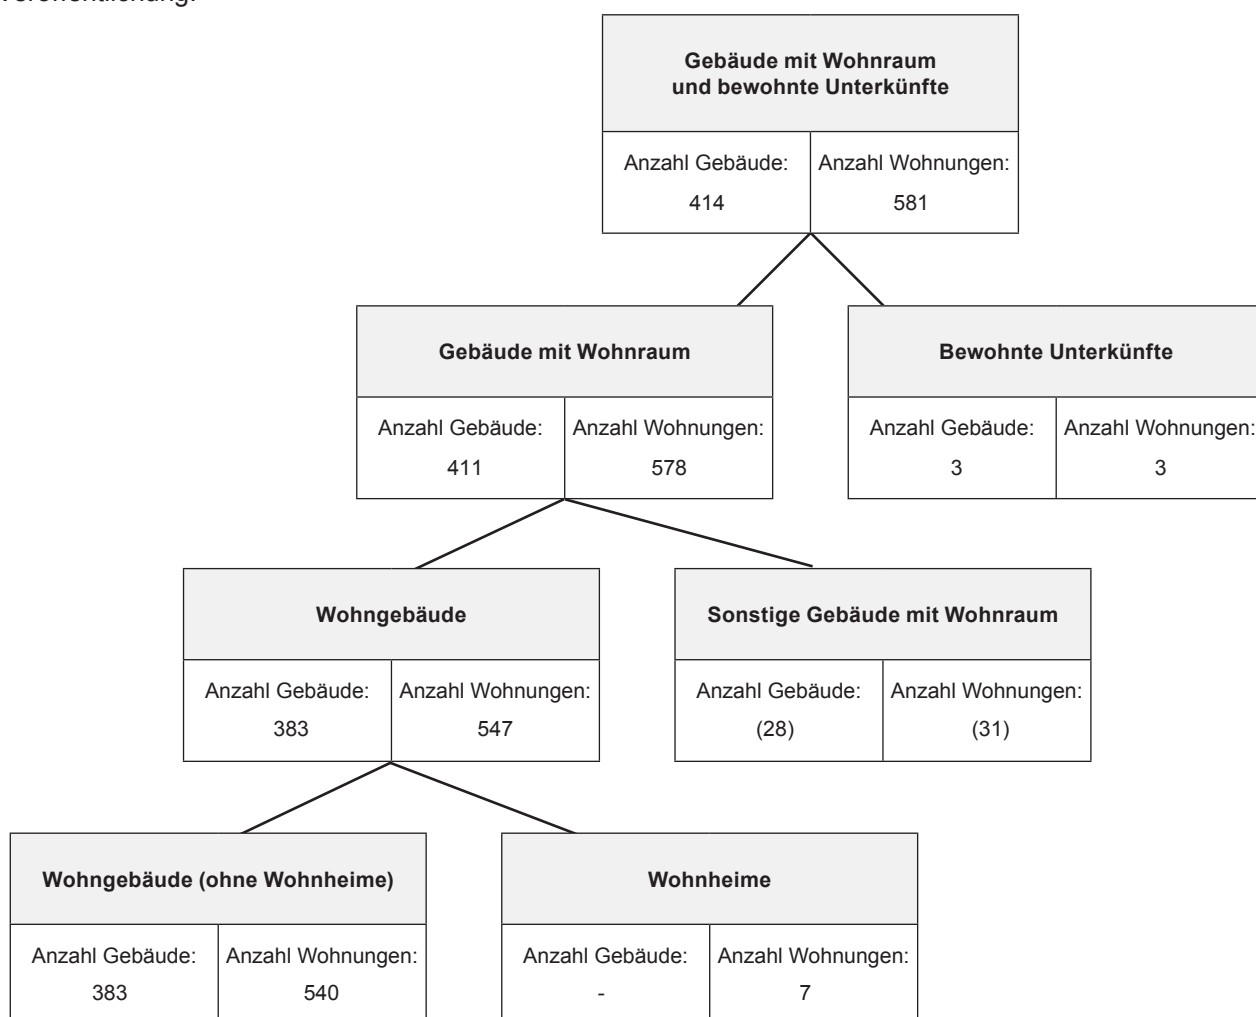 Veröffentlichung.
Gebäude mit Wohnraum
und bewohnte Unterkünfte
Anzahl Gebäude: Anzahl Wohnungen:
414 581
Gebäude mit Wohnraum Bewohnte Unterkünfte
Anzahl Gebäude: Anzahl Wohnungen: Anzahl Gebäude: Anzahl Wohnungen:
411 578 3 3
Wohngebäude Sonstige Gebäude mit Wohnraum
Anzahl Gebäude: Anzahl Wohnungen: Anzahl Gebäude: Anzahl Wohnungen:
383 547 (28) (31)
Wohngebäude (ohne Wohnheime) Wohnheime
Anzahl Gebäude: Anzahl Wohnungen: Anzahl Gebäude: Anzahl Wohnungen:
383 540 - 7